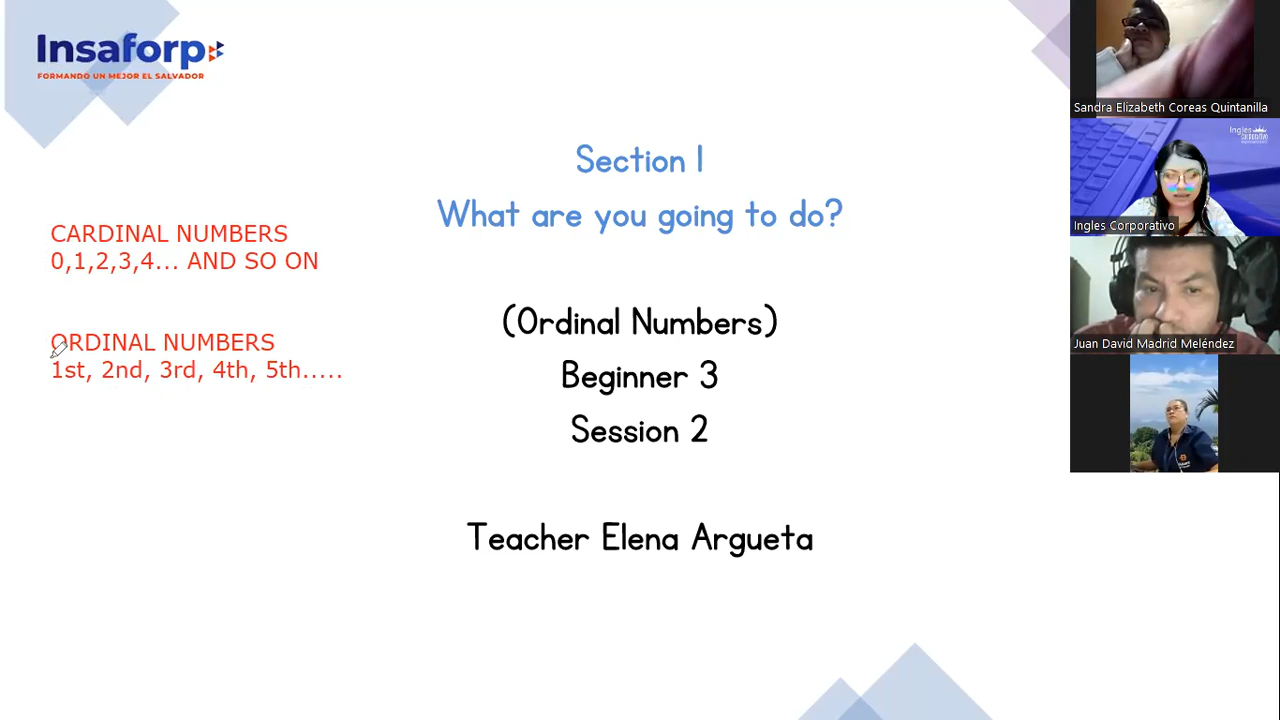 Insaforp
FORMANDO UN MEJOR EL SALVADOR
CARDINAL NUMBERS
0,1,2,3,4... AND SO ON
ORDINAL NUMBERS
1st, 2nd, 3rd, 4th, 5th.....
Section 1
What are you going to do?
(Ordinal Numbers)
Beginner 3
Session 2
Teacher Elena Argueta
Sandra Elizabeth Coreas Quintanilla
Ingles Corporativo
Juan David Madrid Meléndez